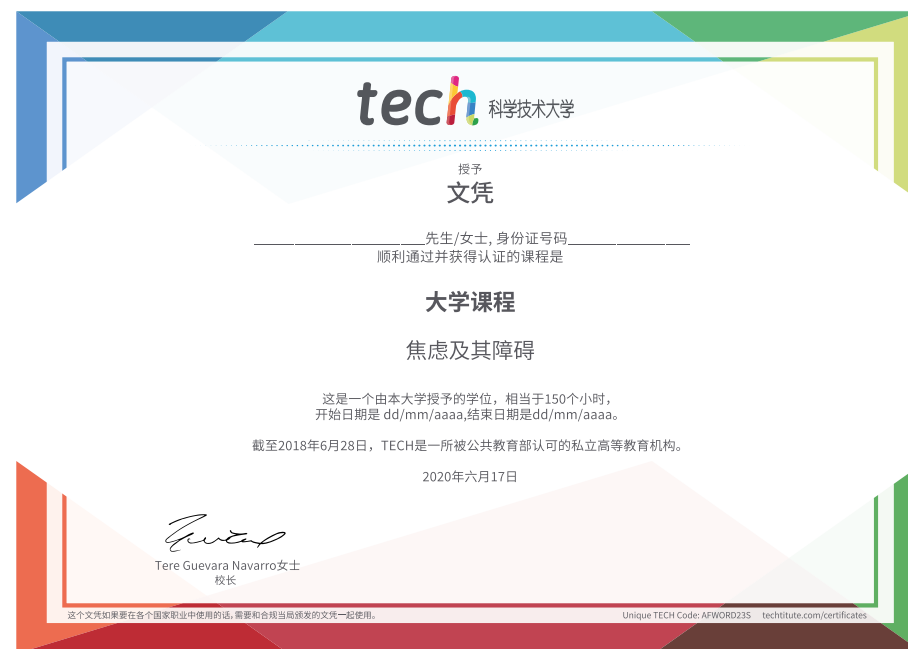 tech 科学技术大学
授予
文凭
先生/女士, 身份证号码
顺利通过并获得认证的课程是
大学课程
焦虑及其障碍
这是一个由本大学授予的学位，相当于150个小时，
开始日期是 dd/mm/aaaa,结束日期是dd/mm/aaaa。
截至2018年6月28日，TECH是一所被公共教育部认可的私立高等教育机构。
2020年六月17日
Tere Guevara Navarro女士
校长
这个文凭如果要在各个国家职业中使用的话,需要和合规当局颁发的文凭一起使用。
Unique TECH Code: AFWORD23S techtitute.com/certificates